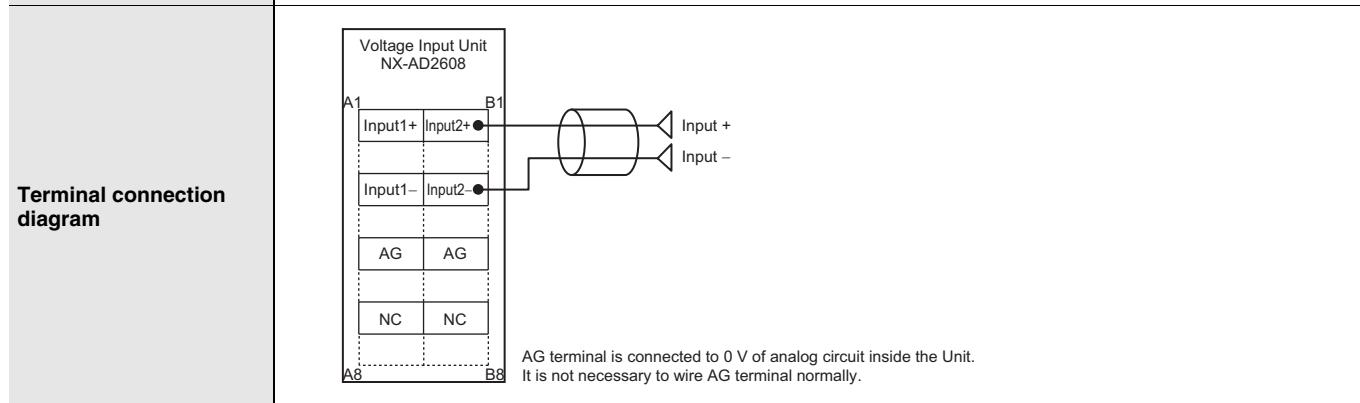 Terminal connection
diagram
Voltage Input Unit
NX-AD2608
A1 B1
Input1+ Input2+ Input +
Input –
Input1– Input2–
AG AG
NC NC
A8 B8
AG terminal is connected to 0 V of analog circuit inside the Unit.
It is not necessary to wire AG terminal normally.